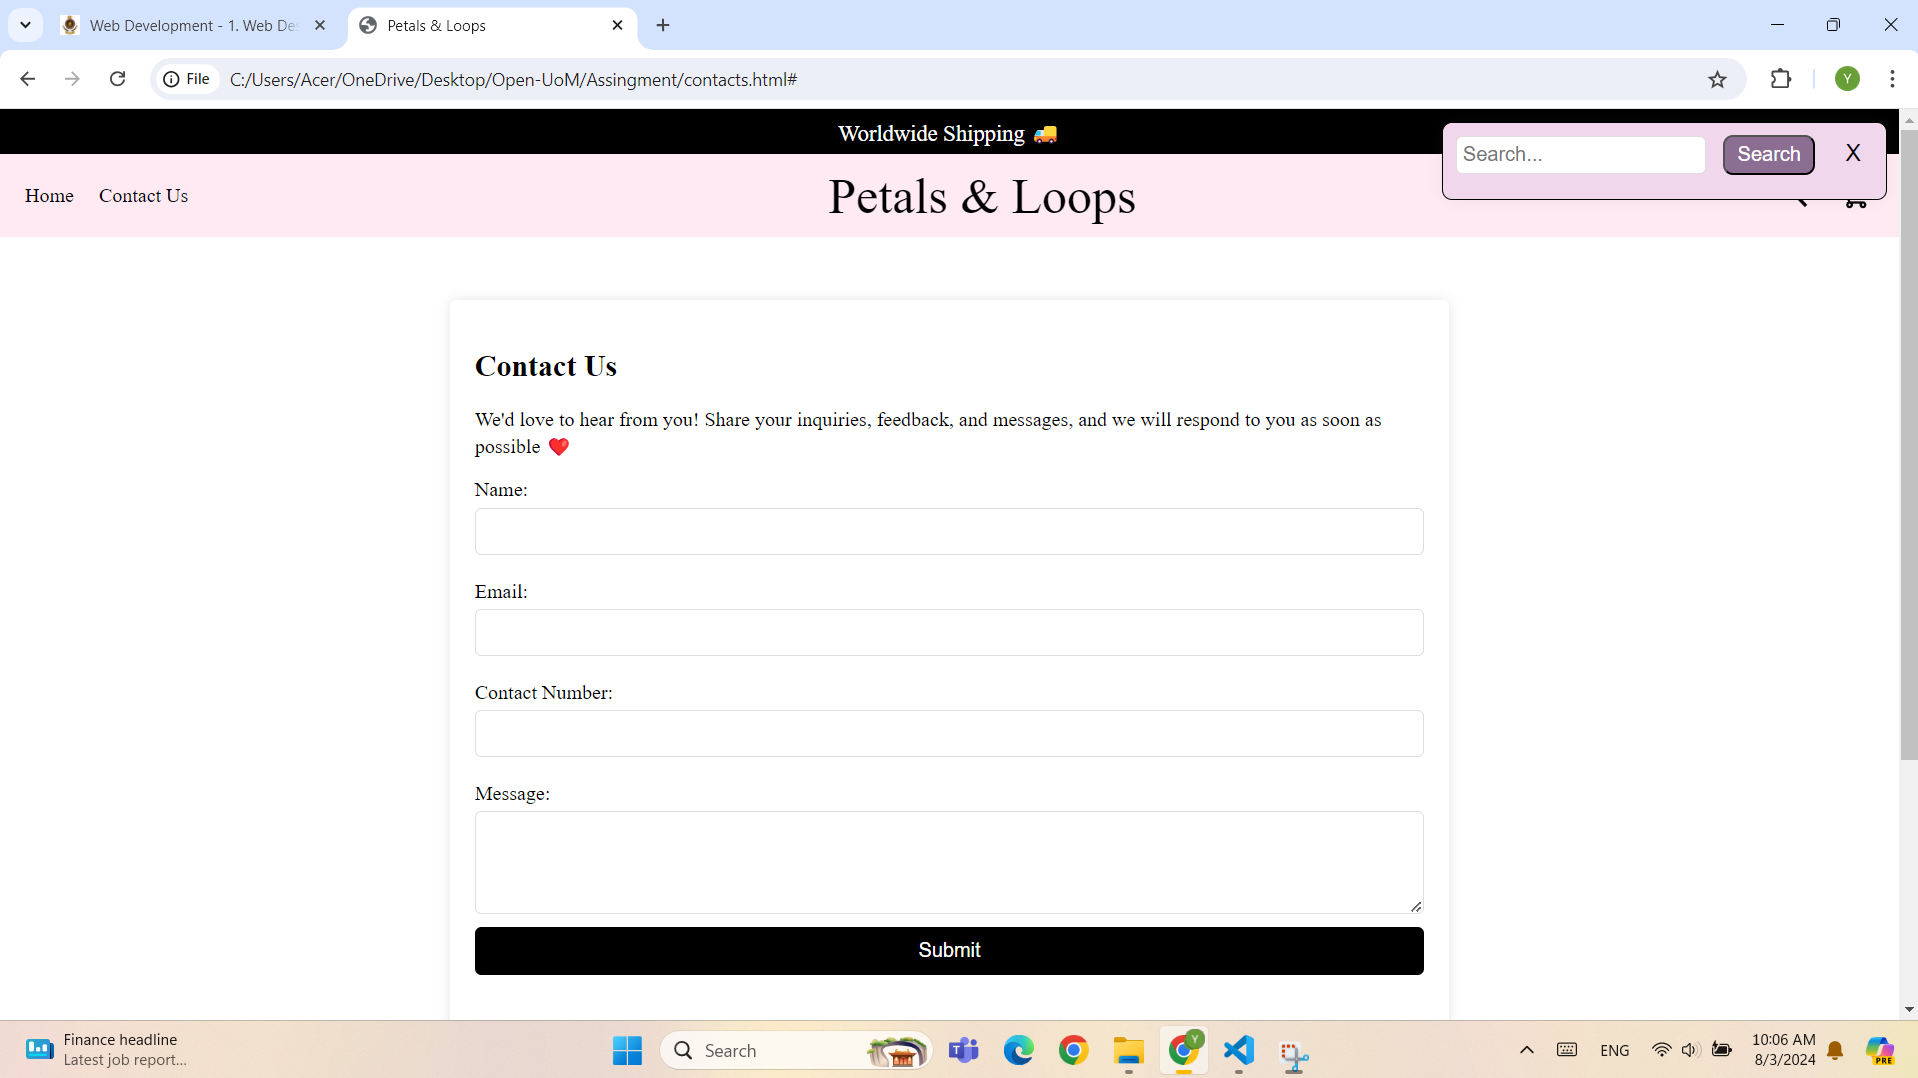 Web Development - 1. Web De
Petals & Loops
File
C:/Users/Acer/OneDrive/Desktop/Open-UoM/Assingment/contacts.html#
Y
Worldwide Shipping 🚚
Search...
Search
X
Home
Contact Us
Petals & Loops
Contact Us
We'd love to hear from you! Share your inquiries, feedback, and messages, and we will respond to you as soon as
possible ❤️
Name:
Email:
Contact Number:
Message:
Submit
Finance headline
Latest job report...
Search
Y
ENG
10:06 AM
8/3/2024
PRE